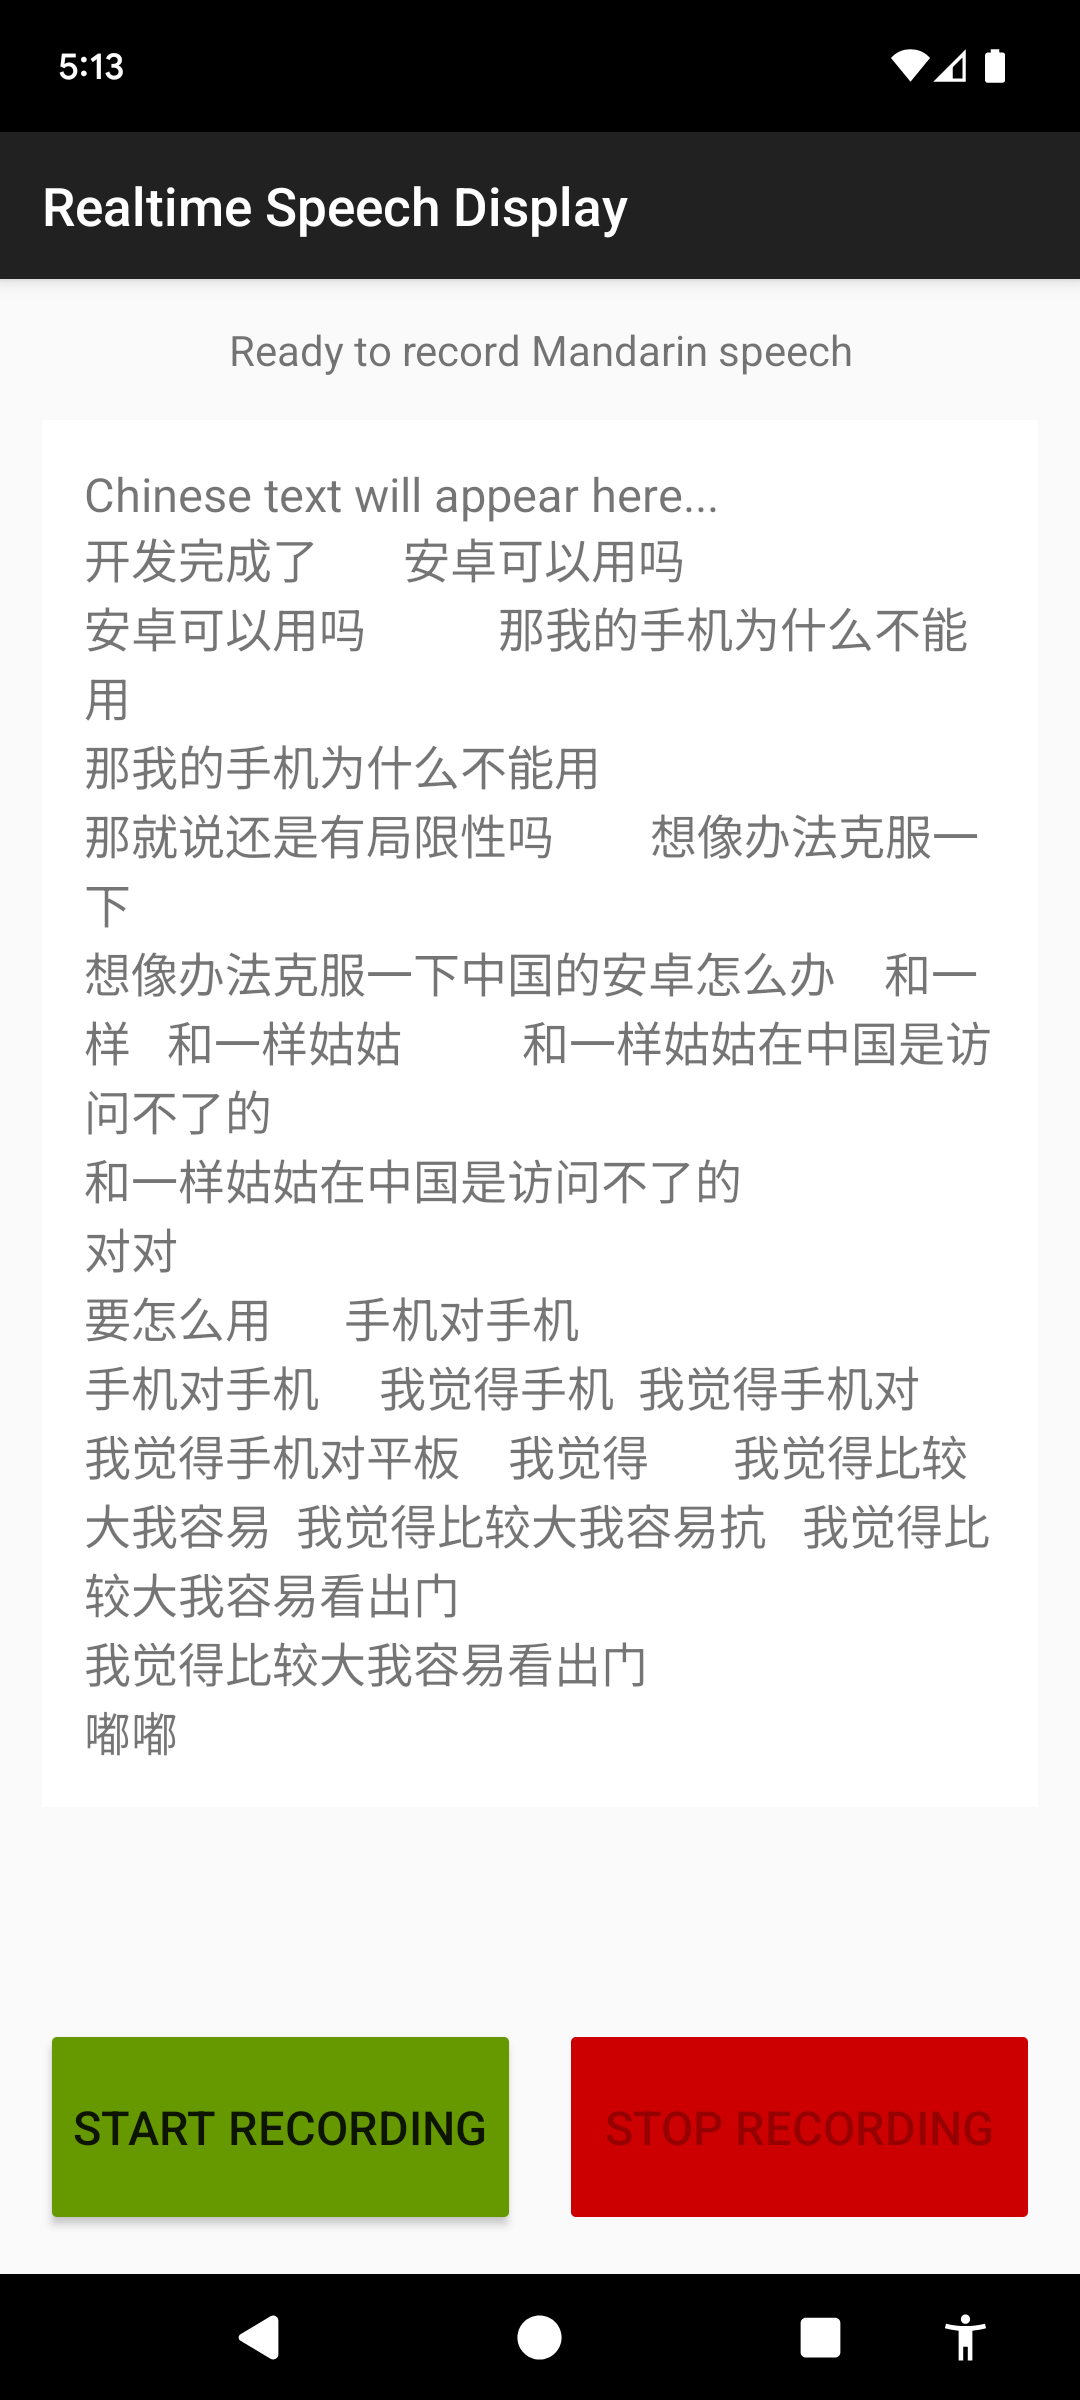 5:13
Realtime Speech Display
Ready to record Mandarin speech
Chinese text will appear here...
开发完成了 安卓可以用吗
安卓可以用吗 那我的手机为什么不能
用
那我的手机为什么不能用
那就说还是有局限性吗 想像办法克服一
下
想像办法克服一下中国的安卓怎么办 和一
样 和一样姑姑 和一样姑姑在中国是访
问不了的
和一样姑姑在中国是访问不了的
对对
要怎么用 手机对手机
手机对手机 我觉得手机 我觉得手机对
我觉得手机对平板 我觉得 我觉得比较
大我容易 我觉得比较大我容易抗 我觉得比
较大我容易看出门
我觉得比较大我容易看出门
嘟嘟
START RECORDING
STOP RECORDING